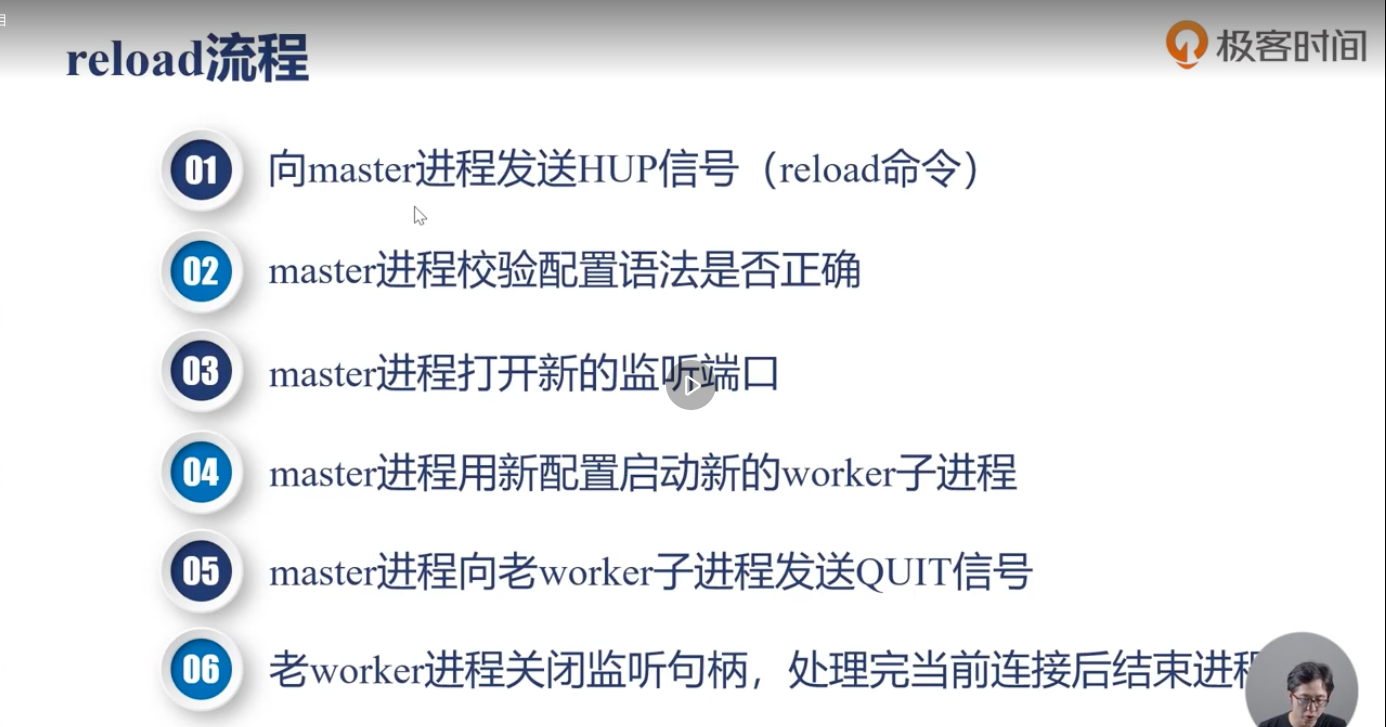 目
reload流程
极客时间
01
向master进程发送HUP信号（reload命令）
02
master进程校验配置语法是否正确
03
master进程打开新的监听端口
04
master进程用新配置启动新的worker子进程
05
master进程向老worker子进程发送QUIT信号
06
老worker进程关闭监听句柄，处理完当前连接后结束进程